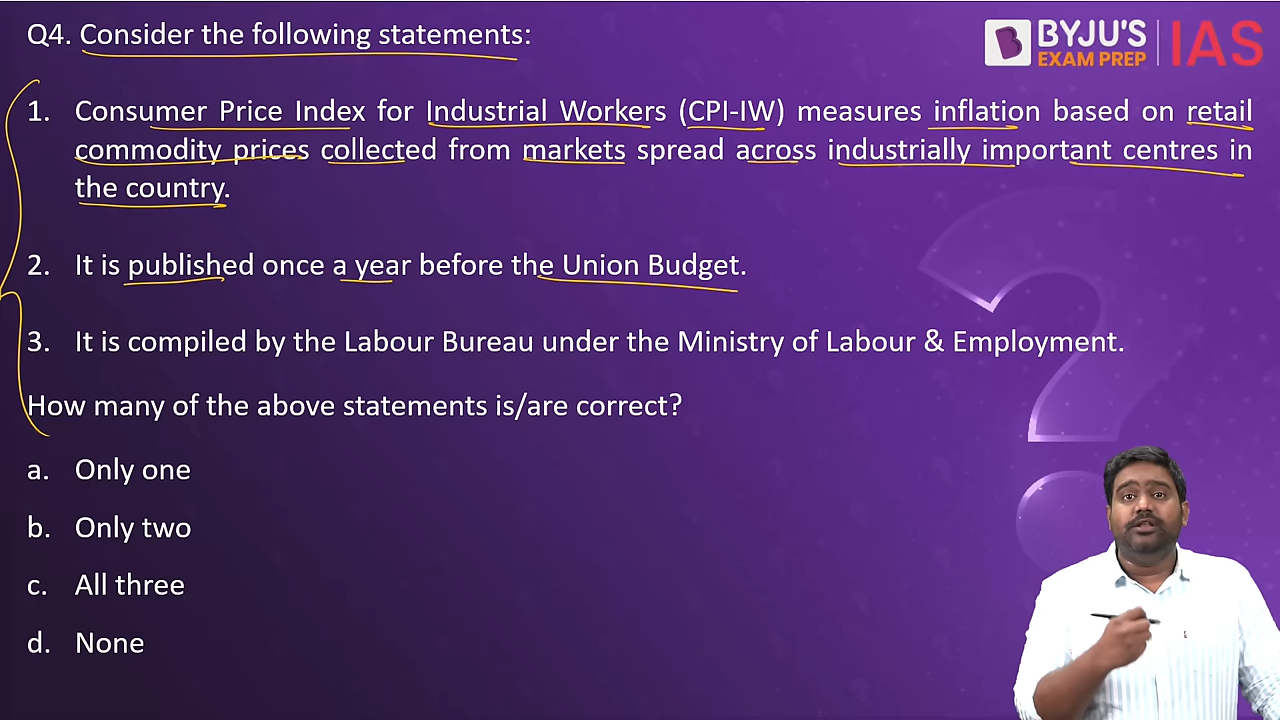 Q4. Consider the following statements:
BYJU'S
EXAM PREP
IAS
1. Consumer Price Index for Industrial Workers (CPI-IW) measures inflation based on retail
commodity prices collected from markets spread across industrially important centres in
the country.
2. It is published once a year before the Union Budget.
3. It is compiled by the Labour Bureau under the Ministry of Labour & Employment.
How many of the above statements is/are correct?
a. Only one
b. Only two
c. All three
d. None